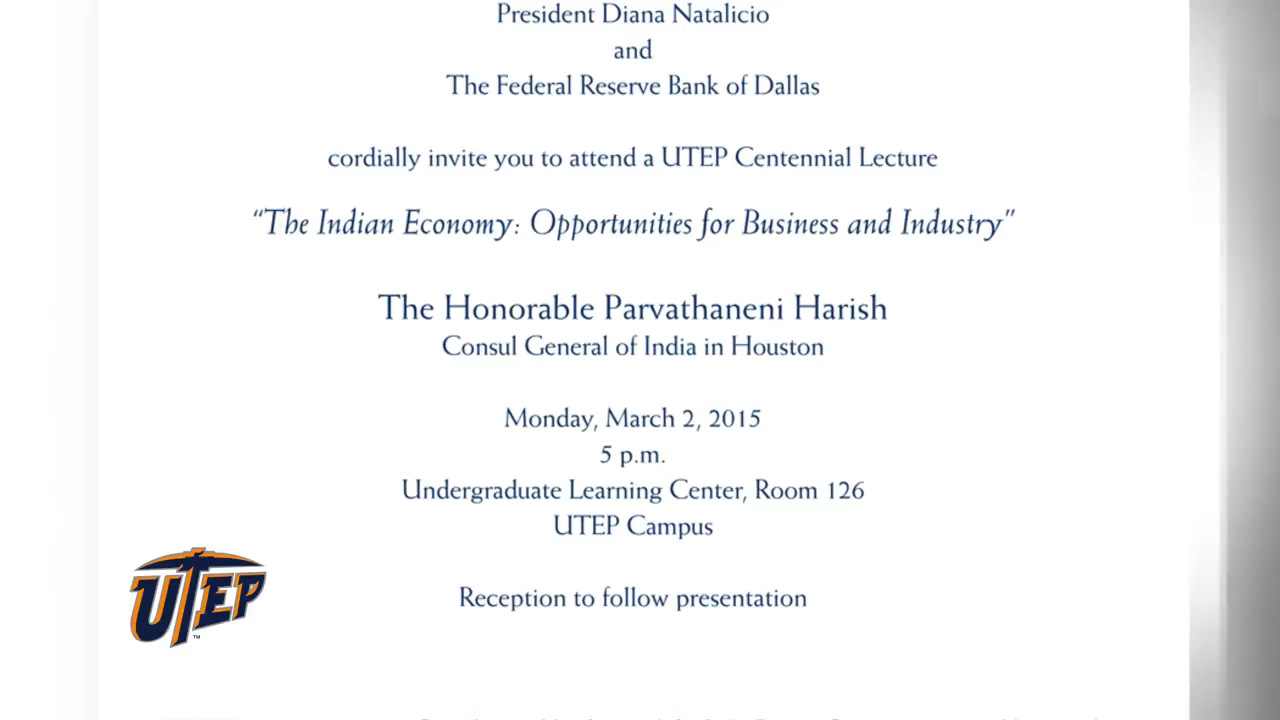 President Diana Natalicio
and
The Federal Reserve Bank of Dallas
cordially invite you to attend a UTEP Centennial Lecture
“The Indian Economy: Opportunities for Business and Industry”
The Honorable Parvathaneni Harish
Consul General of India in Houston
Monday, March 2, 2015
5 p.m.
Undergraduate Learning Center, Room 126
UTEP Campus
UTEP
™
Reception to follow presentation